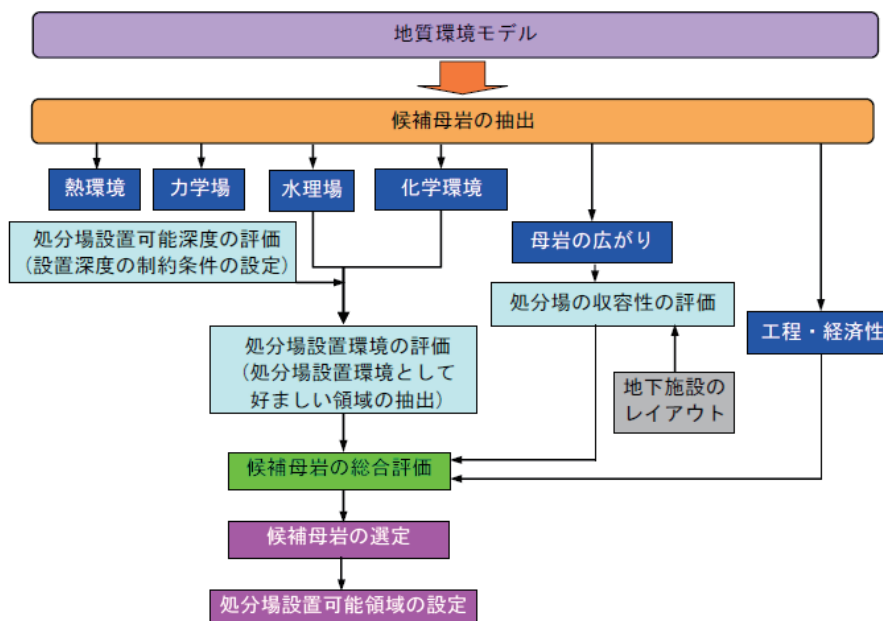 地質環境モデル
候補母岩の抽出
熱環境
力学場
水理場
化学環境
処分場設置可能深度の評価
（設置深度の制約条件の設定）
母岩の広がり
処分場の収容性の評価
工程・経済性
処分場設置環境の評価
（処分場設置環境として
好ましい領域の抽出）
地下施設の
レイアウト
候補母岩の総合評価
候補母岩の選定
処分場設置可能領域の設定